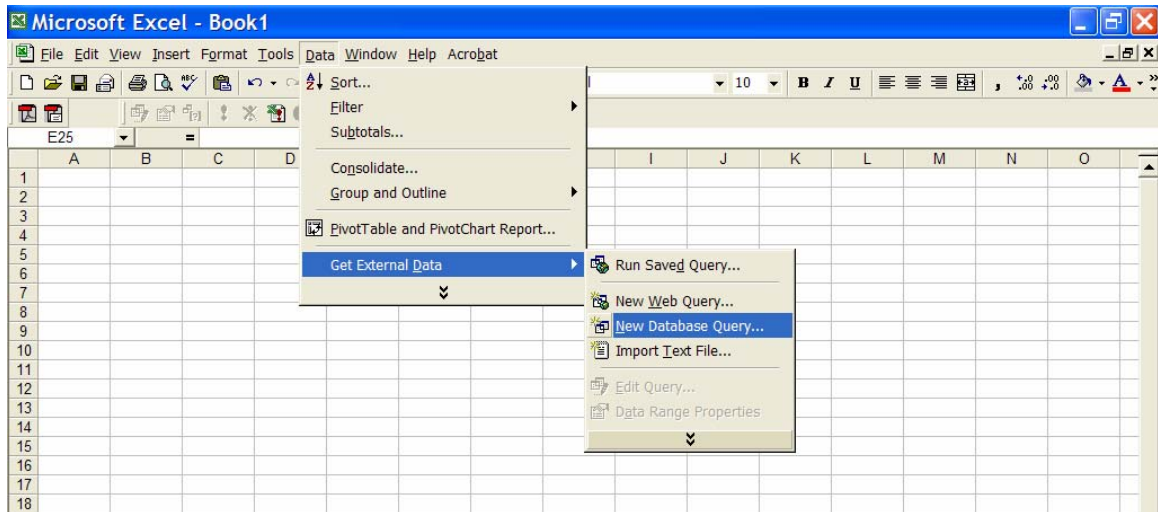 Microsoft Excel - Book1
File Edit View Insert Format Tools Data Window Help Acrobat
10 B I U , .00 .00 A
E25 =
A B C D I J K L M N O
Sort...
Filter
Subtotals...
Consolidate...
Group and Outline
PivotTable and PivotChart Report...
Get External Data
Run Saved Query...
New Web Query...
New Database Query...
Import Text File...
Edit Query...
Data Range Properties
1
2
3
4
5
6
7
8
9
10
11
12
13
14
15
16
17
18